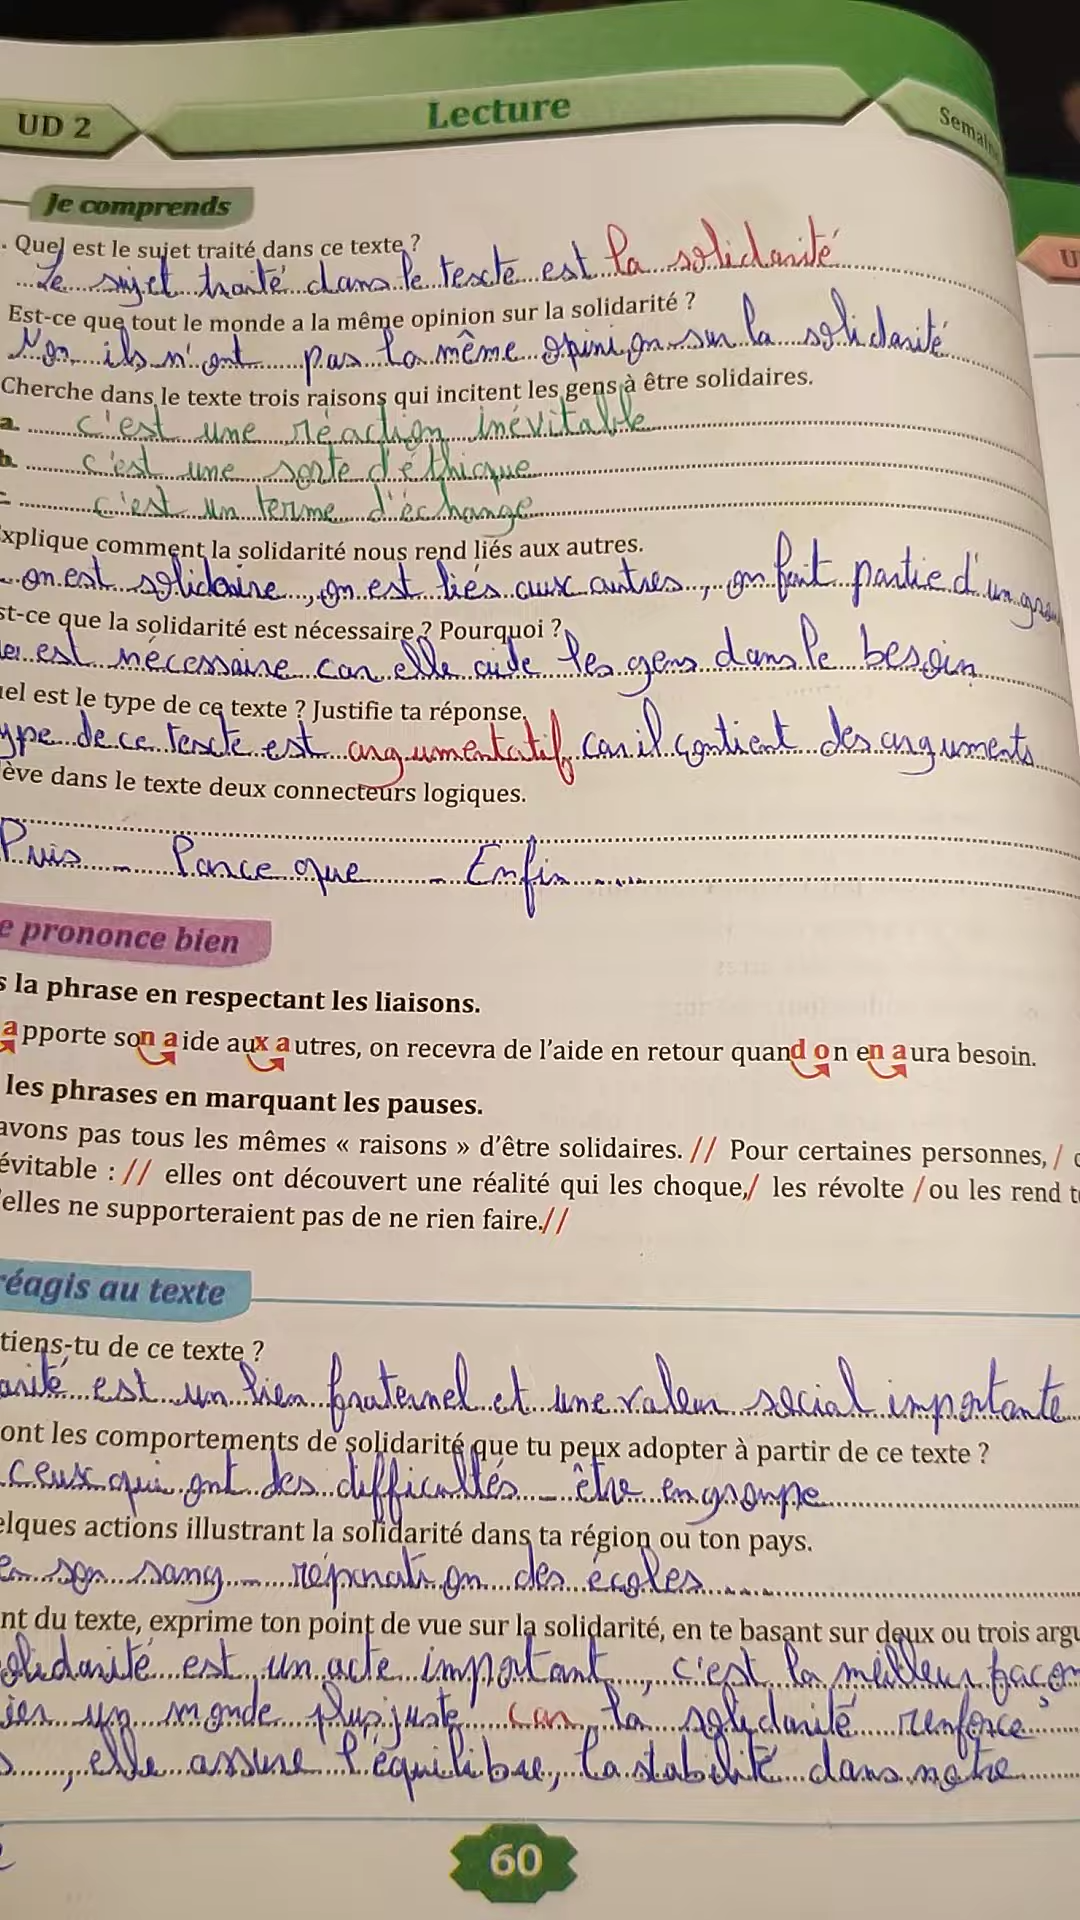 UD 2
Lecture
Semai
Je comprends
. Quel est le sujet traité dans ce texte ?
Le sujet traité dans le texte est la solidarité
Est-ce que tout le monde a la même opinion sur la solidarité ?
Non, ils n'ont pas la même opinion sur la solidarité
Cherche dans le texte trois raisons qui incitent les gens à être solidaires.
a. c'est une réaction inévitable
b. c'est une sorte d'éthique
c'est un terme d'échange
xplique comment la solidarité nous rend liés aux autres.
on est solidaire, on est liés aux autres, on fait partie d'un gro
st-ce que la solidarité est nécessaire ? Pourquoi ?
est nécessaire car elle aide les gens dans le besoin
uel est le type de ce texte ? Justifie ta réponse.
ype de ce texte est argumentatif car il contient des arguments
ève dans le texte deux connecteurs logiques.
Puis - Parce que - Enfin
e prononce bien
s la phrase en respectant les liaisons.
apporte son aide aux autres, on recevra de l'aide en retour quand on en aura besoin.
les phrases en marquant les pauses.
avons pas tous les mêmes « raisons » d'être solidaires. // Pour certaines personnes, /
évitable : // elles ont découvert une réalité qui les choque,/ les révolte / ou les rend t
elles ne supporteraient pas de ne rien faire.//
réagis au texte
tiens-tu de ce texte ?
arité est un lien fraternel et une valeur social importante
ont les comportements de solidarité que tu peux adopter à partir de ce texte ?
ceux qui ont des difficultés - être en groupe
elques actions illustrant la solidarité dans ta région ou ton pays.
son sang - réparation des écoles
nt du texte, exprime ton point de vue sur la solidarité, en te basant sur deux ou trois argu
olidarité est un acte important, c'est la meilleur façon
un monde plus juste car la solidarité renforce
, elle assure l'équilibre, la stabilité dans notre
60